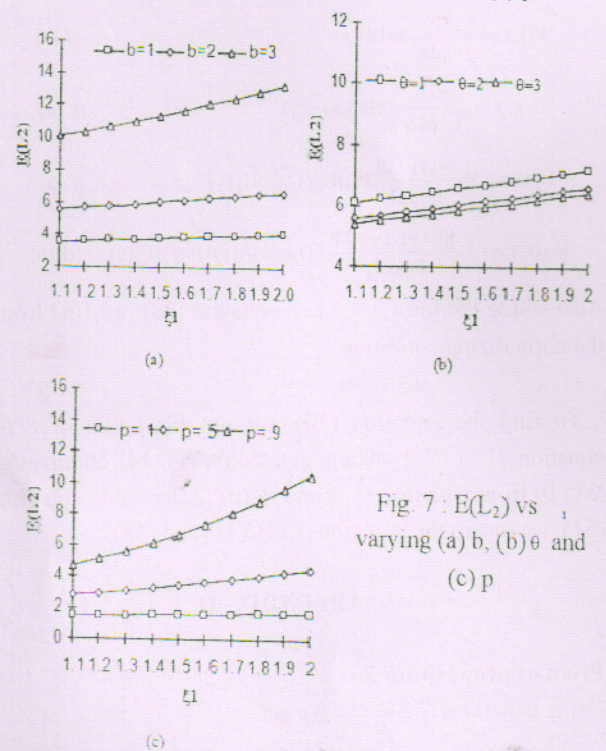 16
14
12
10
8
6
4
2
b=1 b=2 b=3
E(L2)
1.1 1.2 1.3 1.4 1.5 1.6 1.7 1.8 1.9 2.0
ξ1
(a)
12
10
8
6
4
θ=1 θ=2 θ=3
E(L2)
1.1 1.2 1.3 1.4 1.5 1.6 1.7 1.8 1.9 2
ξ1
(b)
16
14
12
10
8
6
4
2
0
p=.1 p=.5 p=.9
E(L2)
1.1 1.2 1.3 1.4 1.5 1.6 1.7 1.8 1.9 2
ξ1
(c)
Fig. 7 : E(L₂) vs
varying (a) b, (b) θ and
(c) p